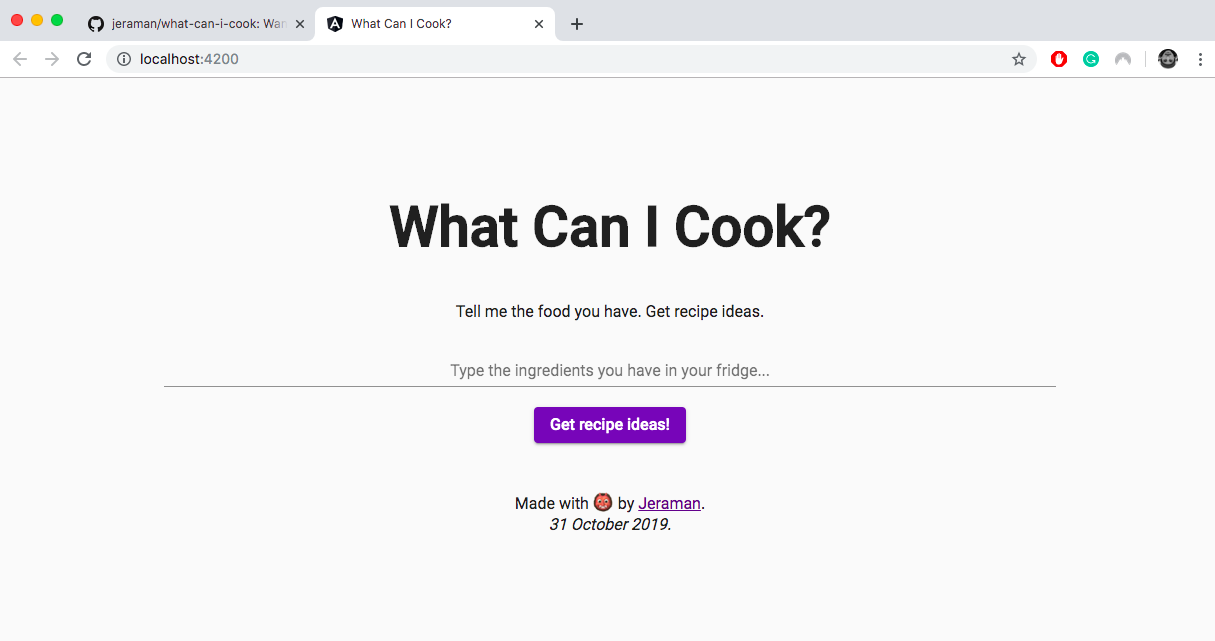 jeraman/what-can-i-cook: Wan
What Can I Cook?
localhost:4200
What Can I Cook?
Tell me the food you have. Get recipe ideas.
Type the ingredients you have in your fridge...
Get recipe ideas!
Made with 👹 by Jeraman.
31 October 2019.